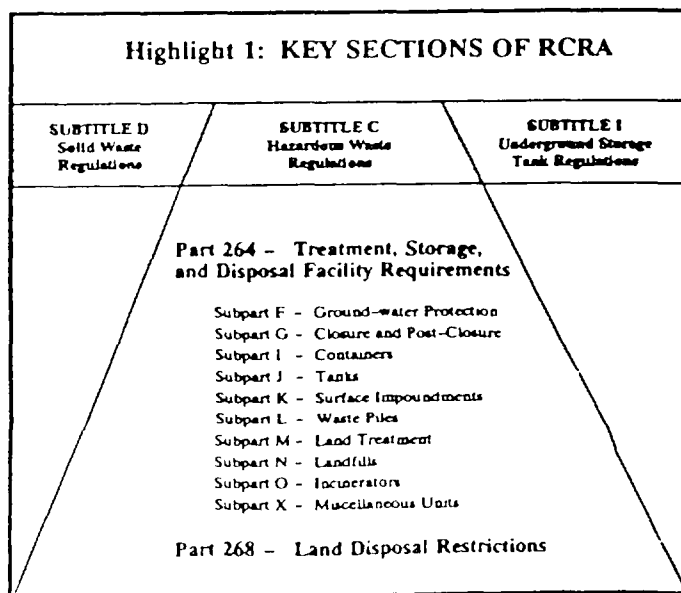 Highlight 1: KEY SECTIONS OF RCRA
SUBTITLE D
Solid Waste
Regulations
SUBTITLE C
Hazardous Waste
Regulations
SUBTITLE I
Underground Storage
Tank Regulations
Part 264 - Treatment, Storage,
and Disposal Facility Requirements
Subpart F - Ground-water Protection
Subpart G - Closure and Post-Closure
Subpart I - Containers
Subpart J - Tanks
Subpart K - Surface Impoundments
Subpart L - Waste Piles
Subpart M - Land Treatment
Subpart N - Landfills
Subpart O - Incinerators
Subpart X - Miscellaneous Units
Part 268 - Land Disposal Restrictions